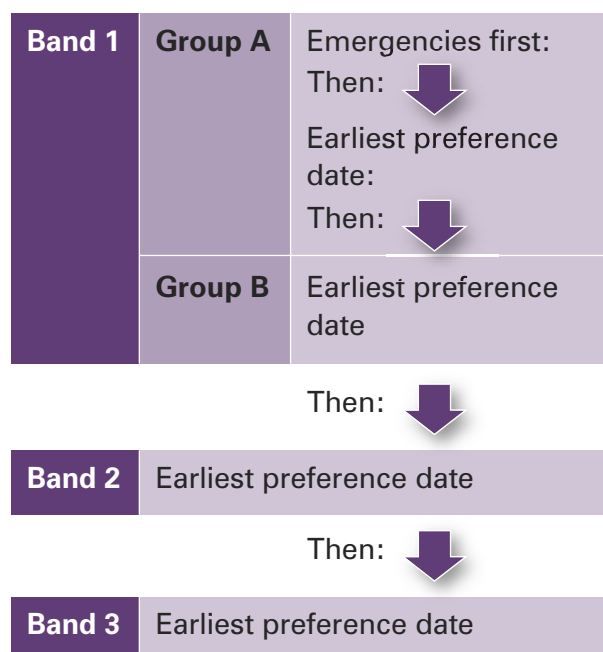 Band 1
Group A
Emergencies first:
Then:
Earliest preference
date:
Then:
Group B
Earliest preference
date
Then:
Band 2
Earliest preference date
Then:
Band 3
Earliest preference date